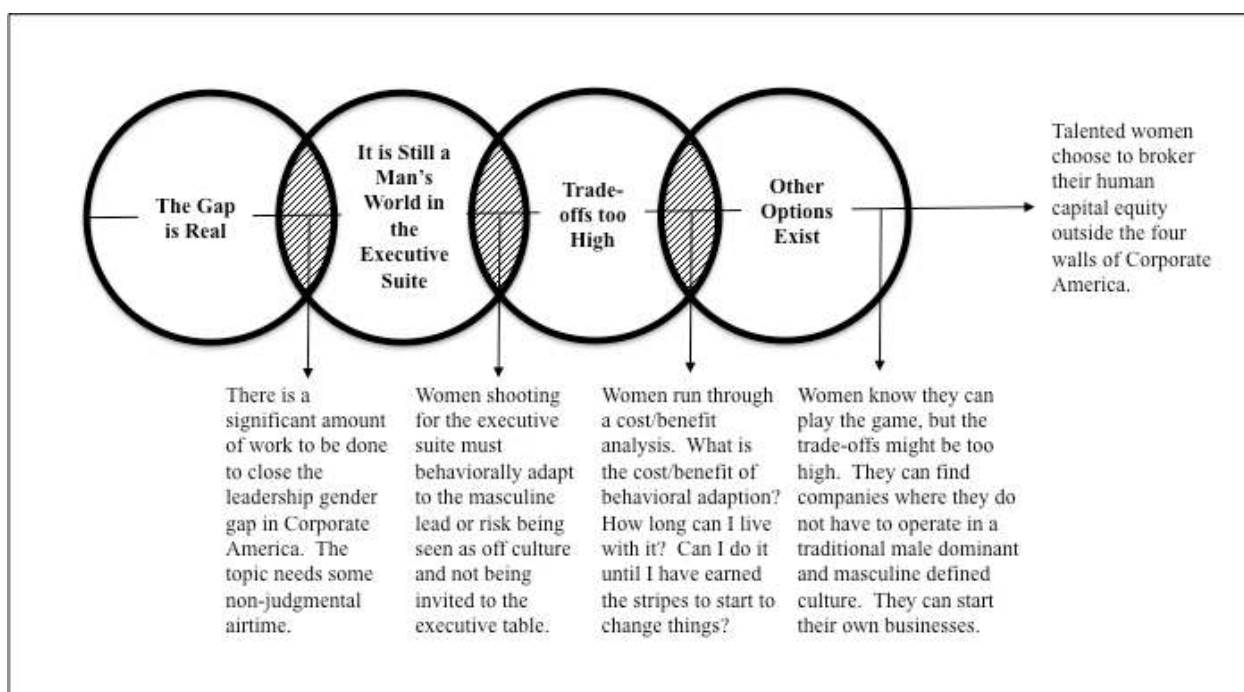 The Gap
is Real
It is Still a
Man's
World in
the
Executive
Suite
Trade-
offs too
High
Other
Options
Exist
Talented women
choose to broker
their human
capital equity
outside the four
walls of Corporate
America.
There is a
significant amount
of work to be done
to close the
leadership gender
gap in Corporate
America.  The
topic needs some
non-judgmental
airtime.
Women shooting
for the executive
suite must
behaviorally adapt
to the masculine
lead or risk being
seen as off culture
and not being
invited to the
executive table.
Women run through
a cost/benefit
analysis.  What is
the cost/benefit of
behavioral adaption?
How long can I live
with it?  Can I do it
until I have earned
the stripes to start to
change things?
Women know they can
play the game, but the
trade-offs might be too
high.  They can find
companies where they do
not have to operate in a
traditional male dominant
and masculine defined
culture.  They can start
their own businesses.